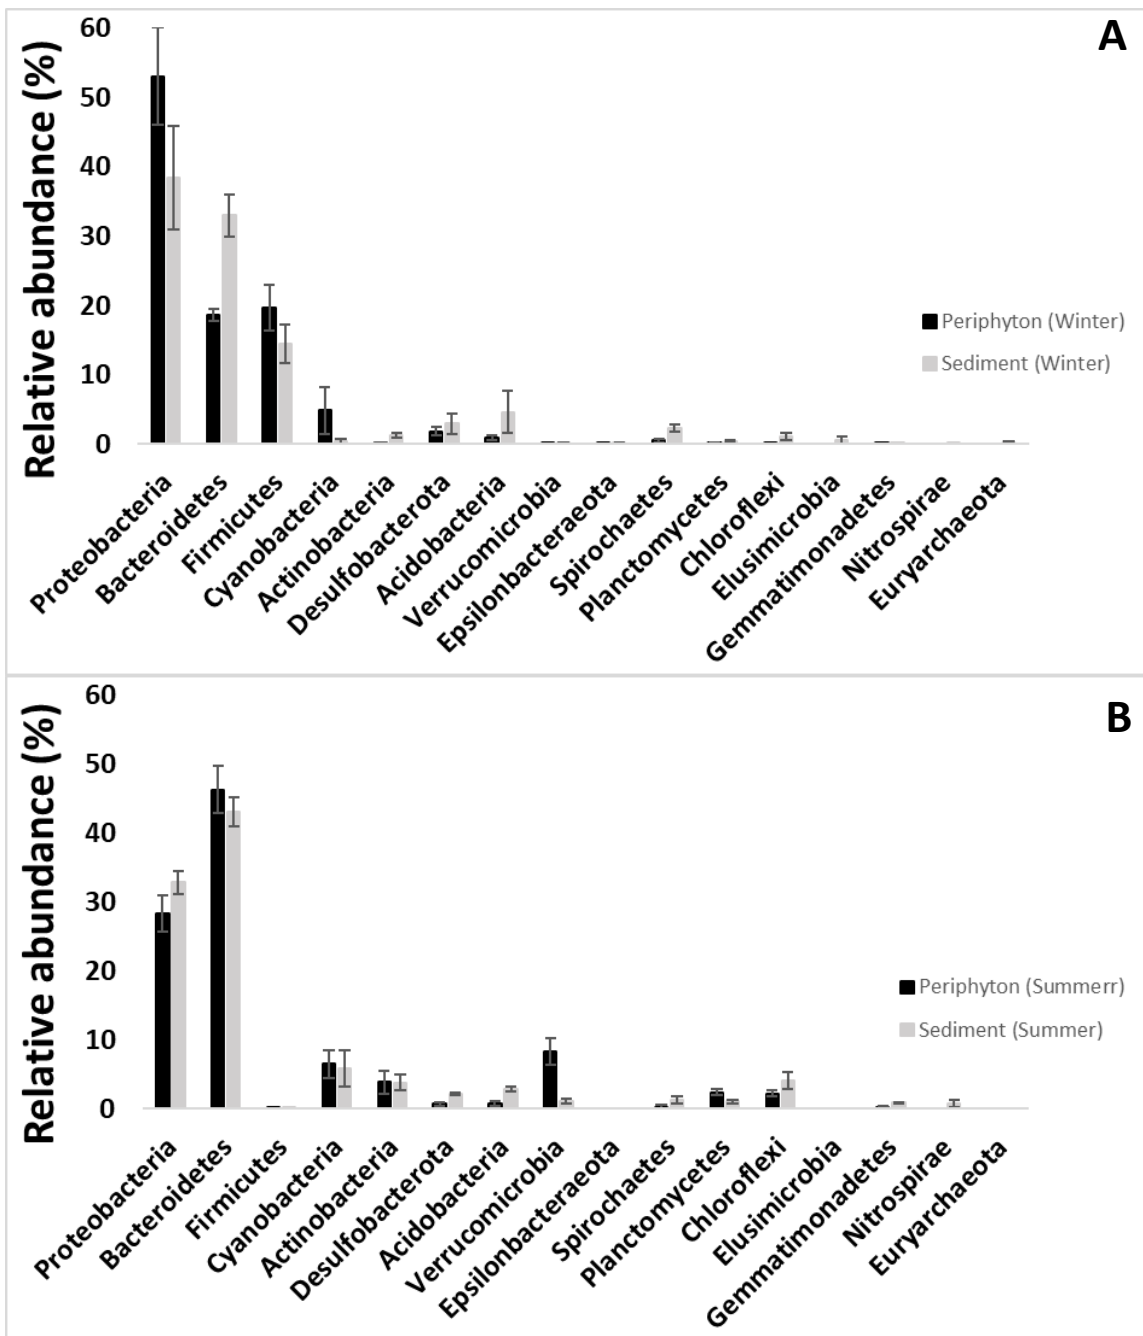 A
Relative abundance (%)
60
50
40
30
20
10
0
Periphyton (Winter)
Sediment (Winter)
Proteobacteria
Bacteroidetes
Firmicutes
Cyanobacteria
Actinobacteria
Desulfobacterota
Acidobacteria
Verrucomicrobia
Epsilonbacteraeota
Spirochaetes
Planctomycetes
Chloroflexi
Elusimicrobia
Gemmatimonadetes
Nitrospirae
Euryarchaeota
B
Relative abundance (%)
60
50
40
30
20
10
0
Periphyton (Summerr)
Sediment (Summer)
Proteobacteria
Bacteroidetes
Firmicutes
Cyanobacteria
Actinobacteria
Desulfobacterota
Acidobacteria
Verrucomicrobia
Epsilonbacteraeota
Spirochaetes
Planctomycetes
Chloroflexi
Elusimicrobia
Gemmatimonadetes
Nitrospirae
Euryarchaeota